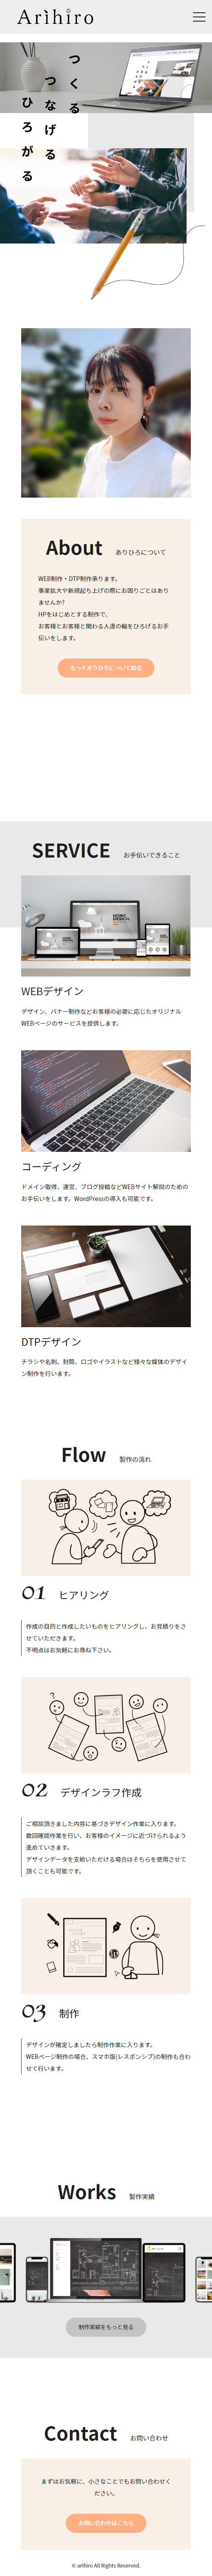 Arihiro
つくる
つなげる
ひろがる
About ありひろについて
WEB制作・DTP制作承ります。
事業拡大や新規起ち上げの際にお困りごとはあり
ませんか?
HPをはじめとする制作で、
お客様とお客様と関わる人達の輪をひろげるお手
伝いをします。
もっとありひろについて知る
SERVICE お手伝いできること
HOME
DESIGN
WEBデザイン
デザイン、バナー制作などお客様の必要に応じたオリジナル
WEBページのサービスを提供します。
コーディング
ドメイン取得、運営、ブログ投稿などWEBサイト解説のための
お手伝いをします。WordPressの導入も可能です。
DTPデザイン
チラシや名刺、封筒、ロゴやイラストなど様々な媒体のデザイ
ン制作を行います。
Flow 製作の流れ
01 ヒアリング
作成の目的と作成したいものをヒアリングし、お見積りをさ
せていただきます。
不明点はお気軽にお尋ね下さい。
02 デザインラフ作成
ご相談頂きました内容に基づきデザイン作業に入ります。
数回確認作業を行い、お客様のイメージに近づけられるよう
進めていきます。
デザインデータを支給いただける場合はそちらを使用させて
頂くことも可能です。
03 制作
デザインが確定しましたら制作作業に入ります。
WEBページ制作の場合、スマホ版(レスポンシブ)の制作も合わ
せて行います。
Works 製作実績
制作実績をもっと見る
Contact お問い合わせ
まずはお気軽に、小さなことでもお問い合わせく
ださい。
お問い合わせはこちら
© arihiro All Rights Reserved.